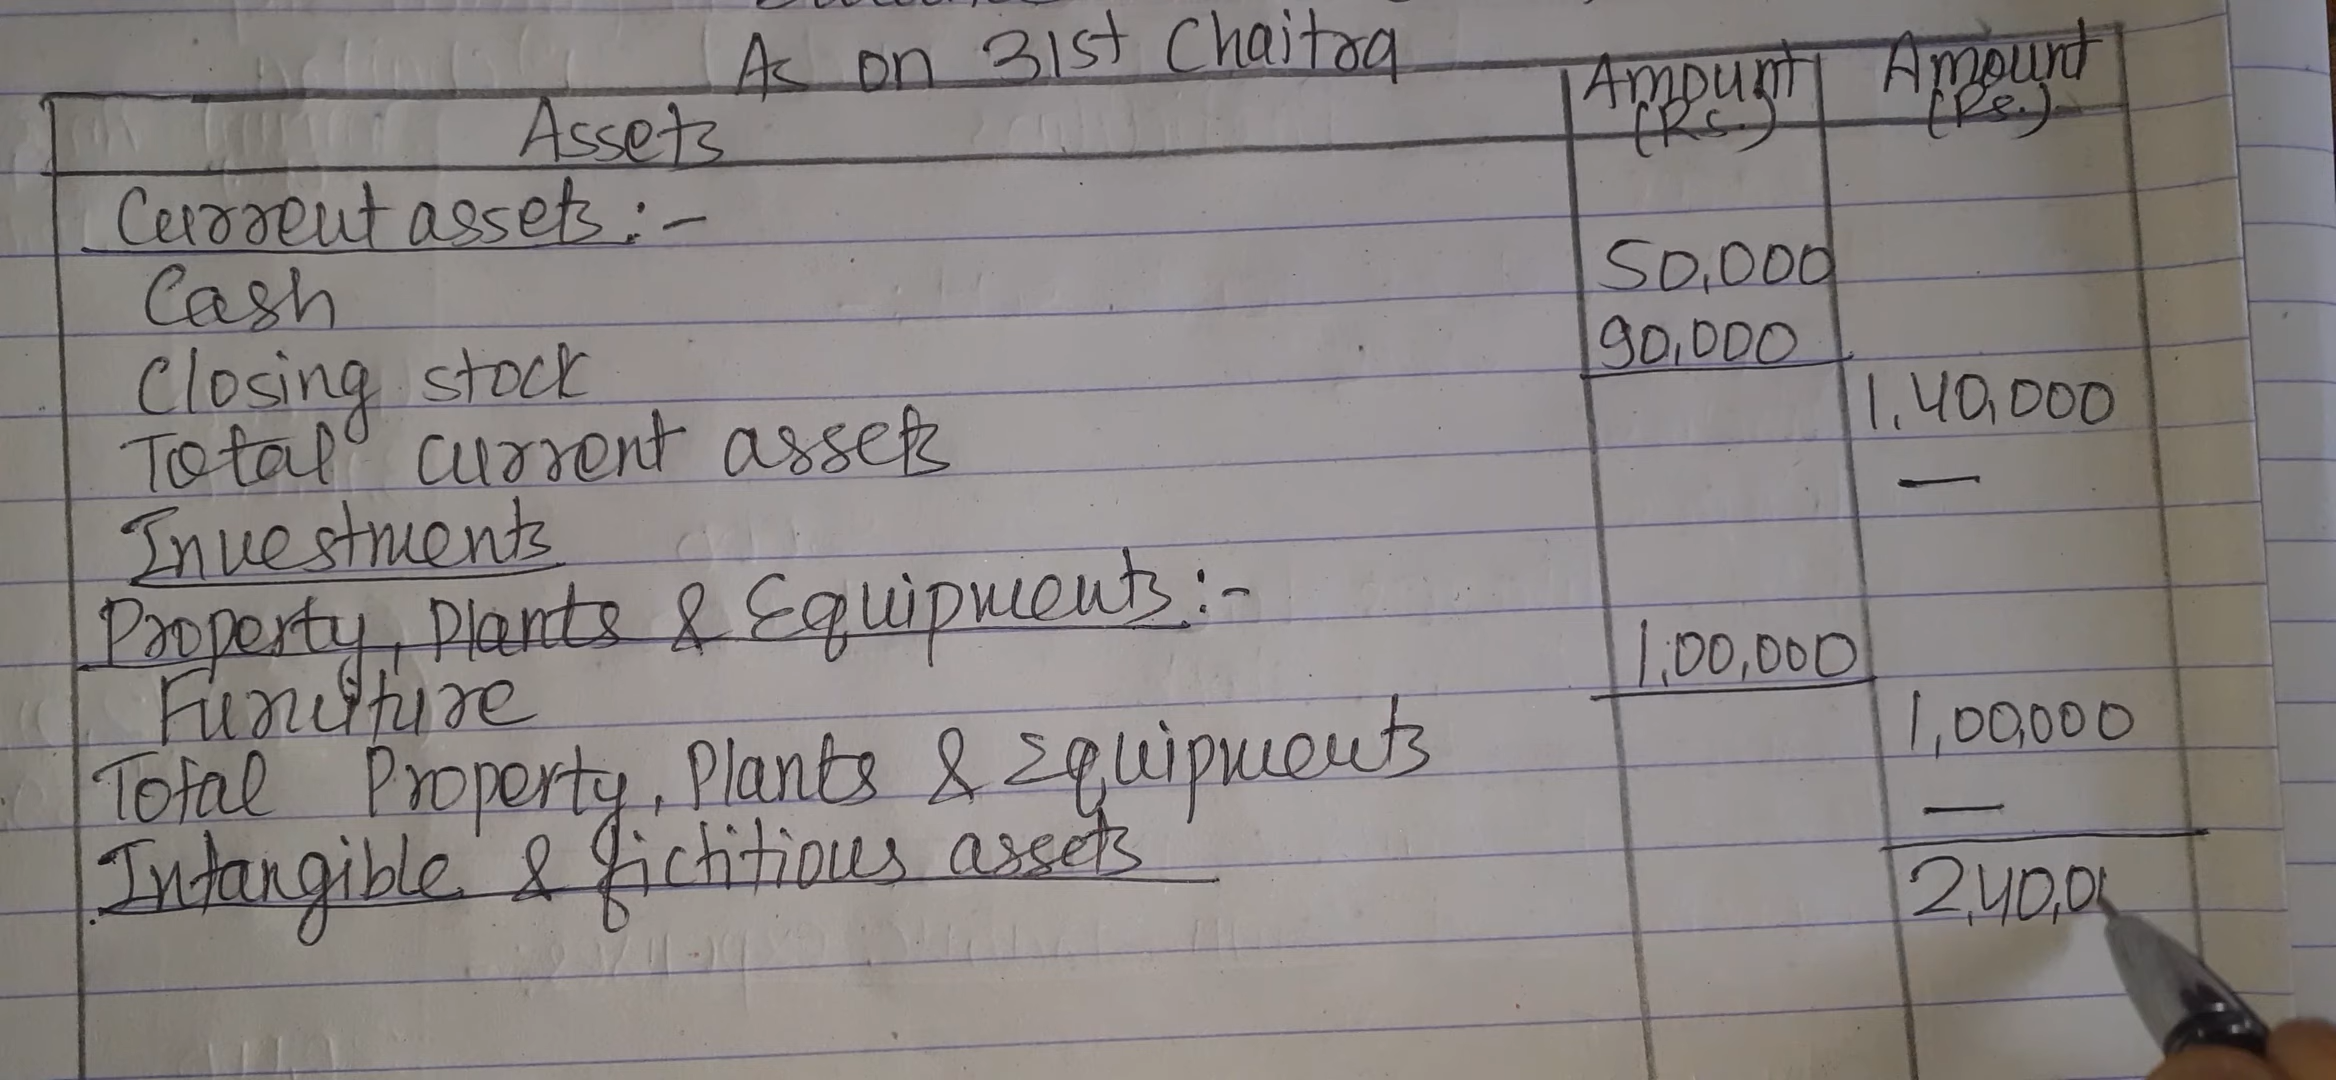 As on 31st Chaitra
Assets Amount (Rs.) Amount (Rs.)
Current assets :-
Cash 50,000
Closing stock 90,000
Total current assets 1,40,000
Investments —
Property, Plants & Equipments :-
Furniture 1,00,000
Total Property, Plants & Equipments 1,00,000
Intangible & fictitious assets —
2,40,0